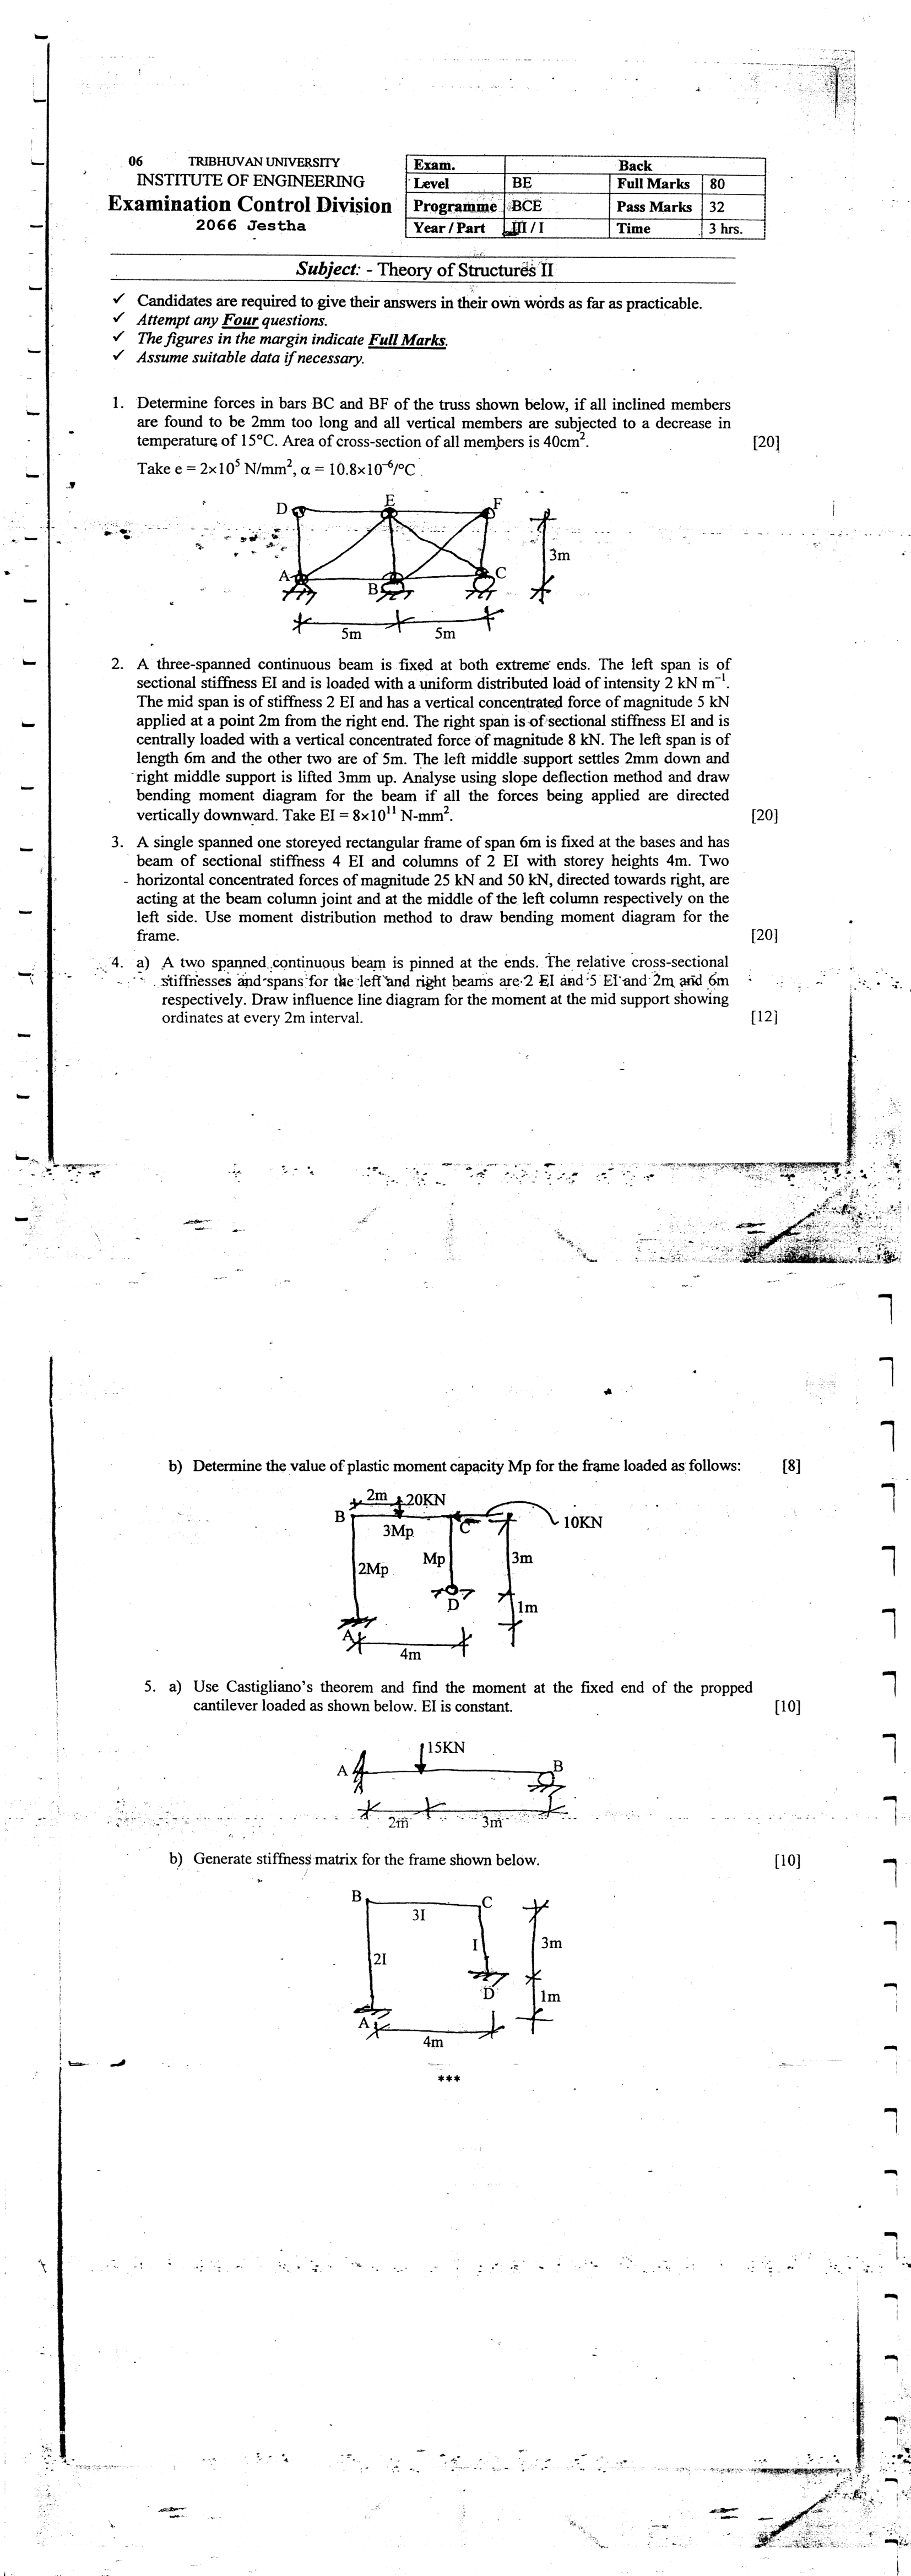 06 TRIBHUVAN UNIVERSITY
INSTITUTE OF ENGINEERING
Examination Control Division
2066 Jestha
Exam. Back
Level BE Full Marks 80
Programme BCE Pass Marks 32
Year / Part III / I Time 3 hrs.
Subject: - Theory of Structures II
✓ Candidates are required to give their answers in their own words as far as practicable.
✓ Attempt any Four questions.
✓ The figures in the margin indicate Full Marks.
✓ Assume suitable data if necessary.
1. Determine forces in bars BC and BF of the truss shown below, if all inclined members
are found to be 2mm too long and all vertical members are subjected to a decrease in
temperature of 15°C. Area of cross-section of all members is 40cm². [20]
Take e = 2×10⁵ N/mm², α = 10.8×10⁻⁶/°C
D E F
3m
A B C
5m 5m
2. A three-spanned continuous beam is fixed at both extreme ends. The left span is of
sectional stiffness EI and is loaded with a uniform distributed load of intensity 2 kN m⁻¹.
The mid span is of stiffness 2 EI and has a vertical concentrated force of magnitude 5 kN
applied at a point 2m from the right end. The right span is of sectional stiffness EI and is
centrally loaded with a vertical concentrated force of magnitude 8 kN. The left span is of
length 6m and the other two are of 5m. The left middle support settles 2mm down and
right middle support is lifted 3mm up. Analyse using slope deflection method and draw
bending moment diagram for the beam if all the forces being applied are directed
vertically downward. Take EI = 8×10¹¹ N-mm². [20]
3. A single spanned one storeyed rectangular frame of span 6m is fixed at the bases and has
beam of sectional stiffness 4 EI and columns of 2 EI with storey heights 4m. Two
horizontal concentrated forces of magnitude 25 kN and 50 kN, directed towards right, are
acting at the beam column joint and at the middle of the left column respectively on the
left side. Use moment distribution method to draw bending moment diagram for the
frame. [20]
4. a) A two spanned continuous beam is pinned at the ends. The relative cross-sectional
stiffnesses and spans for the left and right beams are 2 EI and 5 EI and 2m and 6m
respectively. Draw influence line diagram for the moment at the mid support showing
ordinates at every 2m interval. [12]
b) Determine the value of plastic moment capacity Mp for the frame loaded as follows: [8]
2m 20KN
B C 10KN
3Mp
2Mp Mp 3m
D 1m
A
4m
5. a) Use Castigliano's theorem and find the moment at the fixed end of the propped
cantilever loaded as shown below. EI is constant. [10]
15KN
A B
2m 3m
b) Generate stiffness matrix for the frame shown below. [10]
B C
3I
2I I 3m
D 1m
A
4m
***